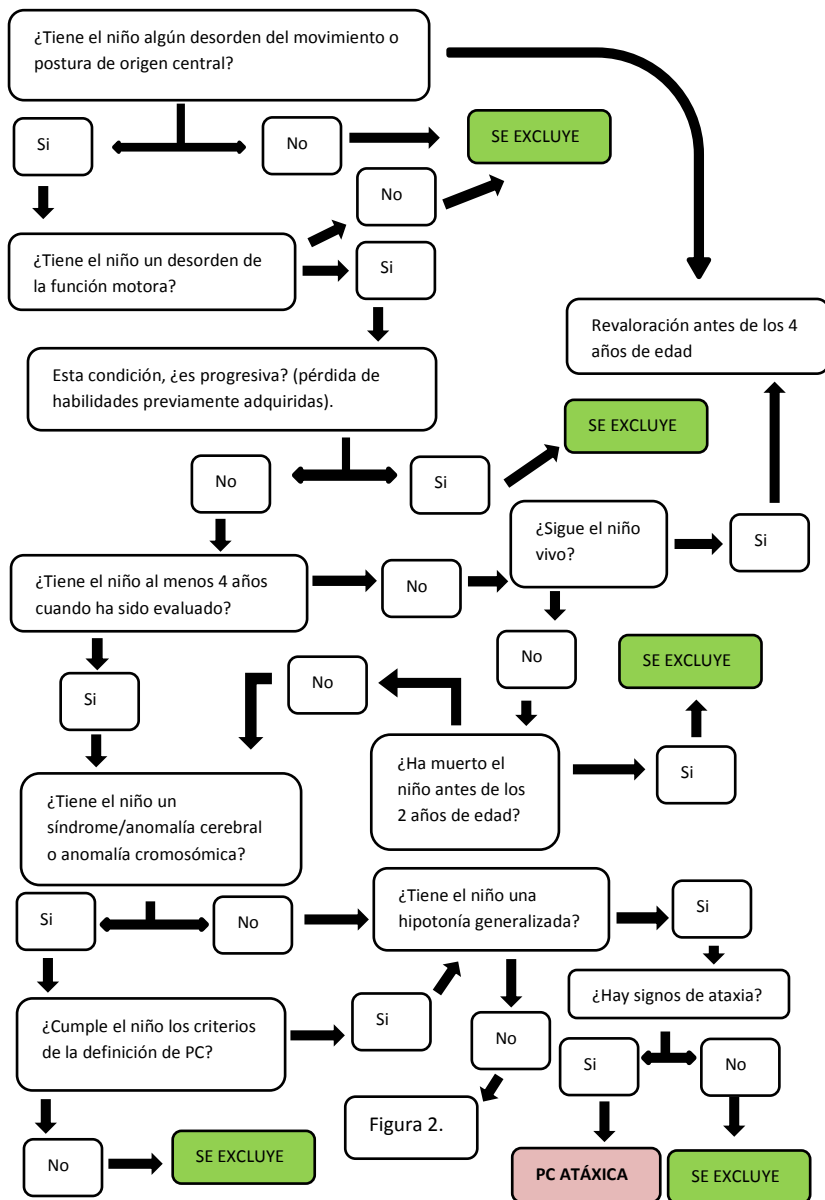 ¿Tiene el niño algún desorden del movimiento o
postura de origen central?
Si
No
SE EXCLUYE
No
¿Tiene el niño un desorden de
la función motora?
Si
Revaloración antes de los 4
años de edad
Esta condición, ¿es progresiva? (pérdida de
habilidades previamente adquiridas).
SE EXCLUYE
No
Si
¿Sigue el niño
vivo?
Si
¿Tiene el niño al menos 4 años
cuando ha sido evaluado?
No
No
SE EXCLUYE
Si
No
¿Ha muerto el
niño antes de los
2 años de edad?
Si
¿Tiene el niño un
síndrome/anomalía cerebral
o anomalía cromosómica?
Si
No
¿Tiene el niño una
hipotonía generalizada?
Si
¿Hay signos de ataxia?
¿Cumple el niño los criterios
de la definición de PC?
Si
No
Si
No
Figura 2.
No
SE EXCLUYE
PC ATÁXICA
SE EXCLUYE